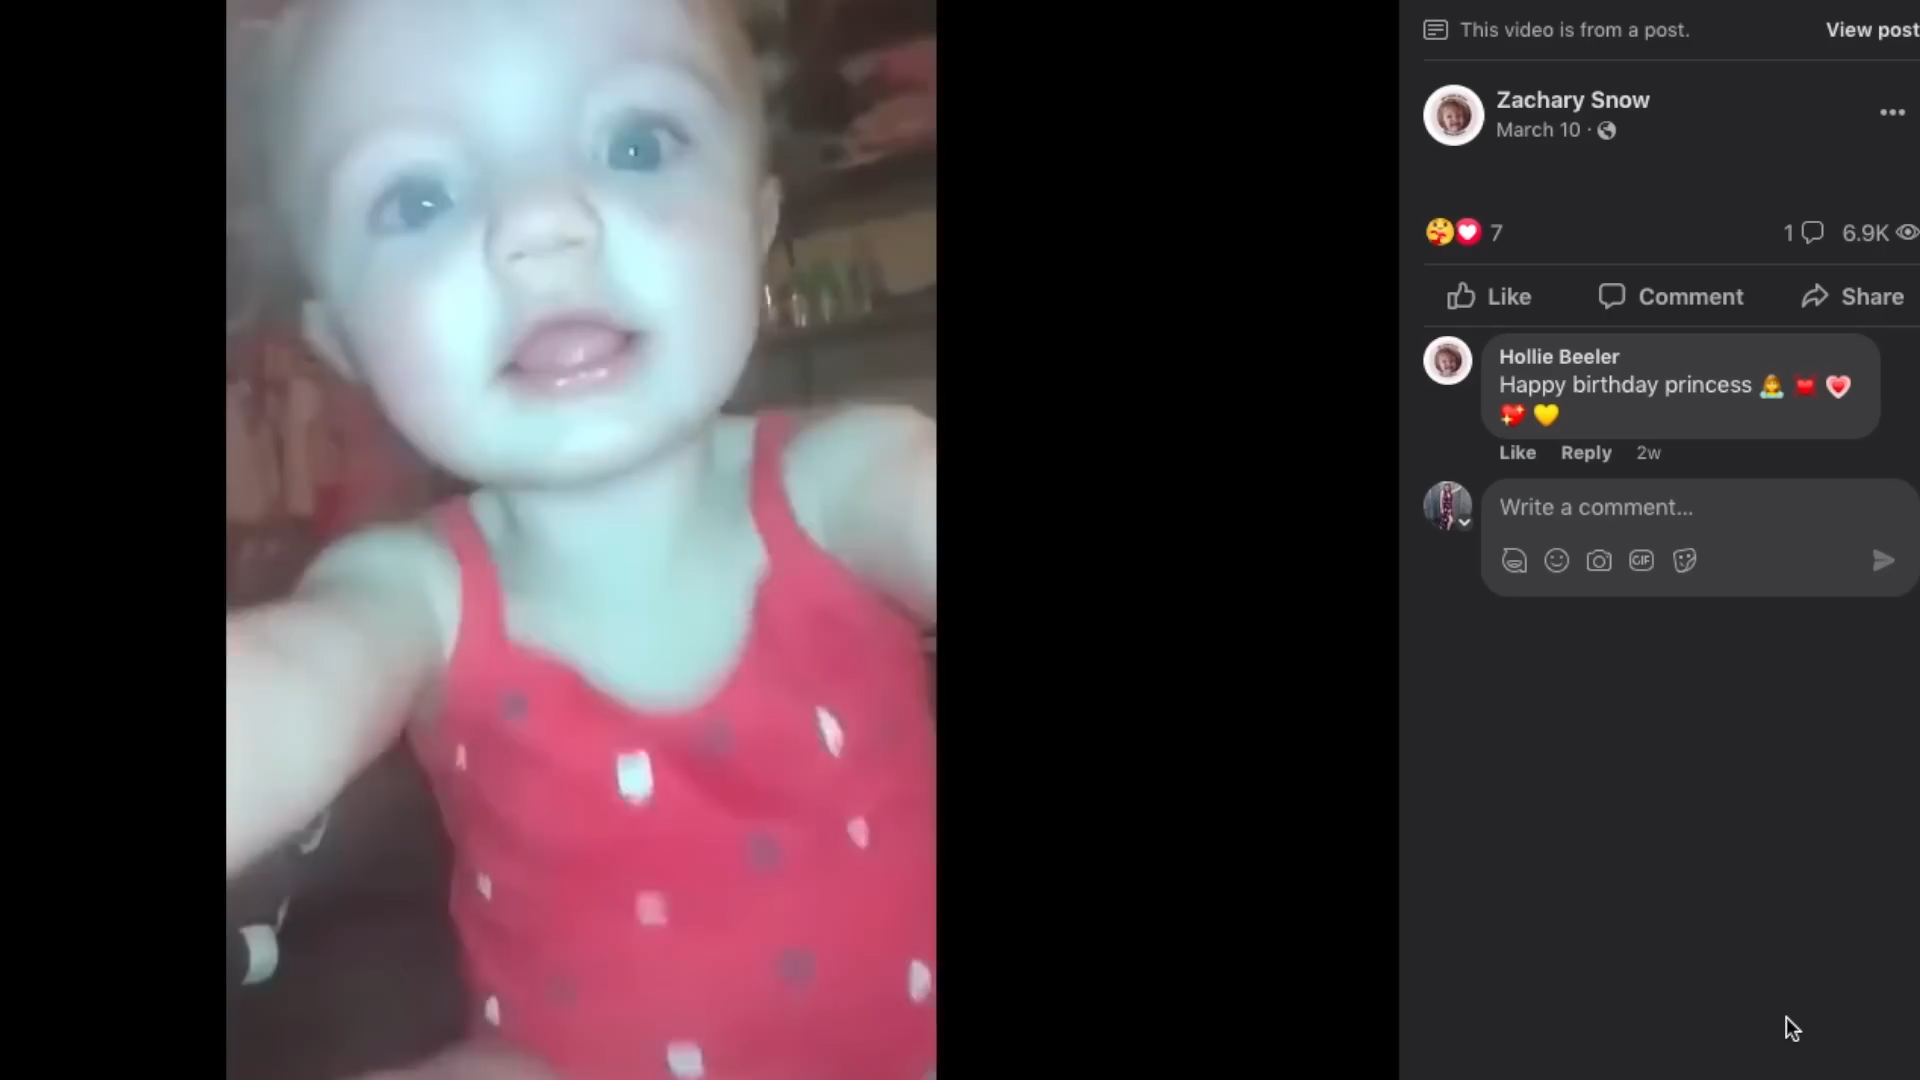 This video is from a post.
View post
Zachary Snow
March 10 ·
7
1
6.9K
Like
Comment
Share
Hollie Beeler
Happy birthday princess 👸 💓 💗
💖 💛
Like
Reply
2w
Write a comment...
GIF